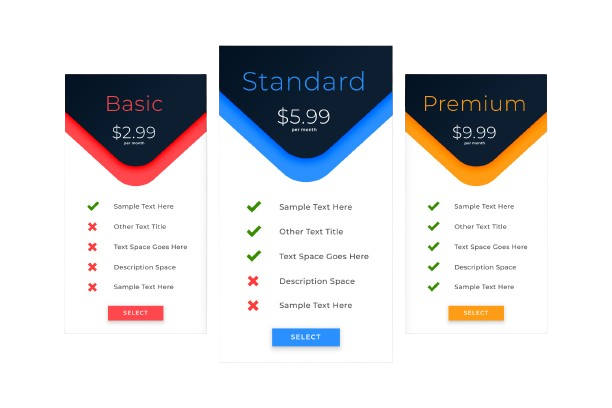 Basic
$2.99
per month
Sample Text Here
Other Text Title
Text Space Goes Here
Description Space
Sample Text Here
SELECT
Standard
$5.99
per month
Sample Text Here
Other Text Title
Text Space Goes Here
Description Space
Sample Text Here
SELECT
Premium
$9.99
per month
Sample Text Here
Other Text Title
Text Space Goes Here
Description Space
Sample Text Here
SELECT